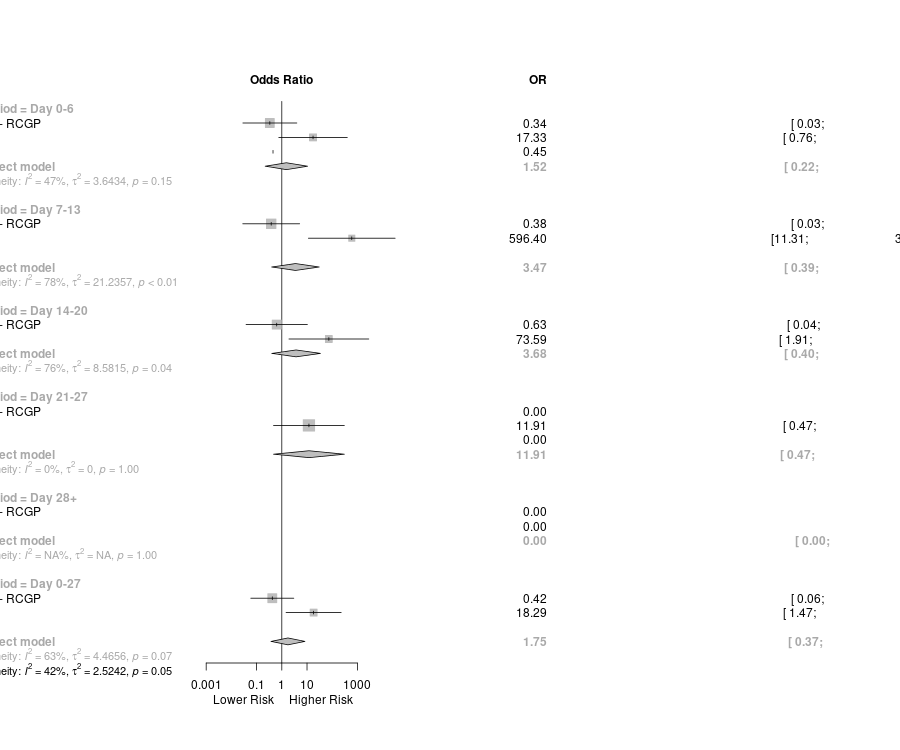 Odds Ratio OR
iod = Day 0-6
- RCGP 0.34 [ 0.03;
17.33 [ 0.76;
0.45
ect model 1.52 [ 0.22;
neity: I² = 47%, τ² = 3.6434, p = 0.15
iod = Day 7-13
- RCGP 0.38 [ 0.03;
596.40 [11.31; 3
ect model 3.47 [ 0.39;
neity: I² = 78%, τ² = 21.2357, p < 0.01
iod = Day 14-20
- RCGP 0.63 [ 0.04;
73.59 [ 1.91;
ect model 3.68 [ 0.40;
neity: I² = 76%, τ² = 8.5815, p = 0.04
iod = Day 21-27
- RCGP 0.00
11.91 [ 0.47;
0.00
ect model 11.91 [ 0.47;
neity: I² = 0%, τ² = 0, p = 1.00
iod = Day 28+
- RCGP 0.00
0.00
ect model 0.00 [ 0.00;
neity: I² = NA%, τ² = NA, p = 1.00
iod = Day 0-27
- RCGP 0.42 [ 0.06;
18.29 [ 1.47;
ect model 1.75 [ 0.37;
neity: I² = 63%, τ² = 4.4656, p = 0.07
neity: I² = 42%, τ² = 2.5242, p = 0.05
0.001 0.1 1 10 1000
Lower Risk Higher Risk